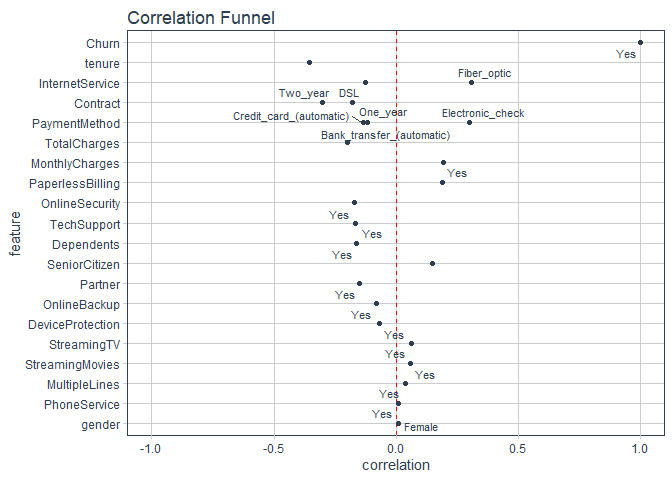 Correlation Funnel
Churn
Yes
tenure
InternetService
Fiber_optic
Two_year
DSL
Contract
Credit_card_(automatic)
One_year
Electronic_check
PaymentMethod
Bank_transfer_(automatic)
TotalCharges
MonthlyCharges
Yes
PaperlessBilling
OnlineSecurity
Yes
TechSupport
Yes
Dependents
Yes
SeniorCitizen
Partner
Yes
OnlineBackup
Yes
DeviceProtection
Yes
StreamingTV
Yes
StreamingMovies
Yes
MultipleLines
Yes
PhoneService
Yes
gender
Female
feature
-1.0
-0.5
0.0
0.5
1.0
correlation